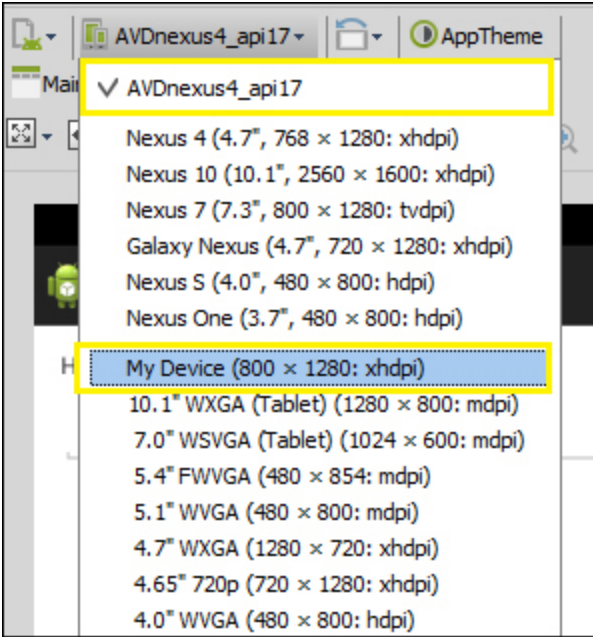 AVDnexus4_api17 AppTheme
Mai
AVDnexus4_api17
Nexus 4 (4.7", 768 × 1280: xhdpi)
Nexus 10 (10.1", 2560 × 1600: xhdpi)
Nexus 7 (7.3", 800 × 1280: tvdpi)
Galaxy Nexus (4.7", 720 × 1280: xhdpi)
Nexus S (4.0", 480 × 800: hdpi)
Nexus One (3.7", 480 × 800: hdpi)
H
My Device (800 × 1280: xhdpi)
10.1" WXGA (Tablet) (1280 × 800: mdpi)
7.0" WSVGA (Tablet) (1024 × 600: mdpi)
5.4" FWVGA (480 × 854: mdpi)
5.1" WVGA (480 × 800: mdpi)
4.7" WXGA (1280 × 720: xhdpi)
4.65" 720p (720 × 1280: xhdpi)
4.0" WVGA (480 × 800: hdpi)